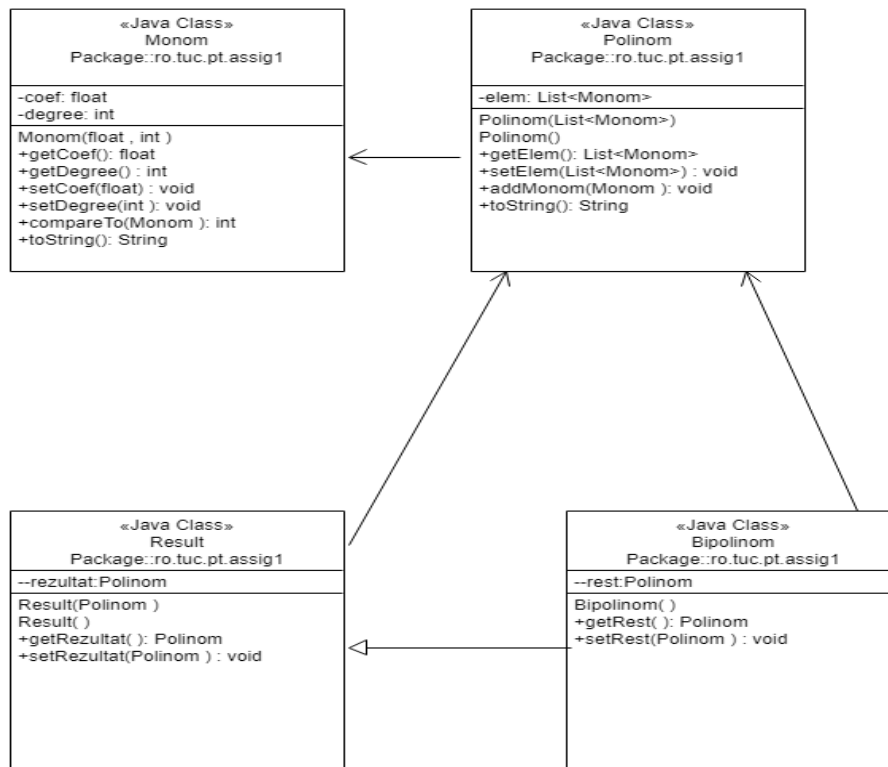 «Java Class»
Monom
Package::ro.tuc.pt.assig1
-coef: float
-degree: int
Monom(float , int )
+getCoef(): float
+getDegree() : int
+setCoef(float) : void
+setDegree(int ): void
+compareTo(Monom ): int
+toString(): String
«Java Class»
Polinom
Package::ro.tuc.pt.assig1
-elem: List<Monom>
Polinom(List<Monom>)
Polinom()
+getElem(): List<Monom>
+setElem(List<Monom>) : void
+addMonom(Monom ): void
+toString(): String
«Java Class»
Result
Package::ro.tuc.pt.assig1
--rezultat:Polinom
Result(Polinom )
Result( )
+getRezultat( ): Polinom
+setRezultat(Polinom ) : void
«Java Class»
Bipolinom
Package::ro.tuc.pt.assig1
--rest:Polinom
Bipolinom( )
+getRest( ): Polinom
+setRest(Polinom ) : void